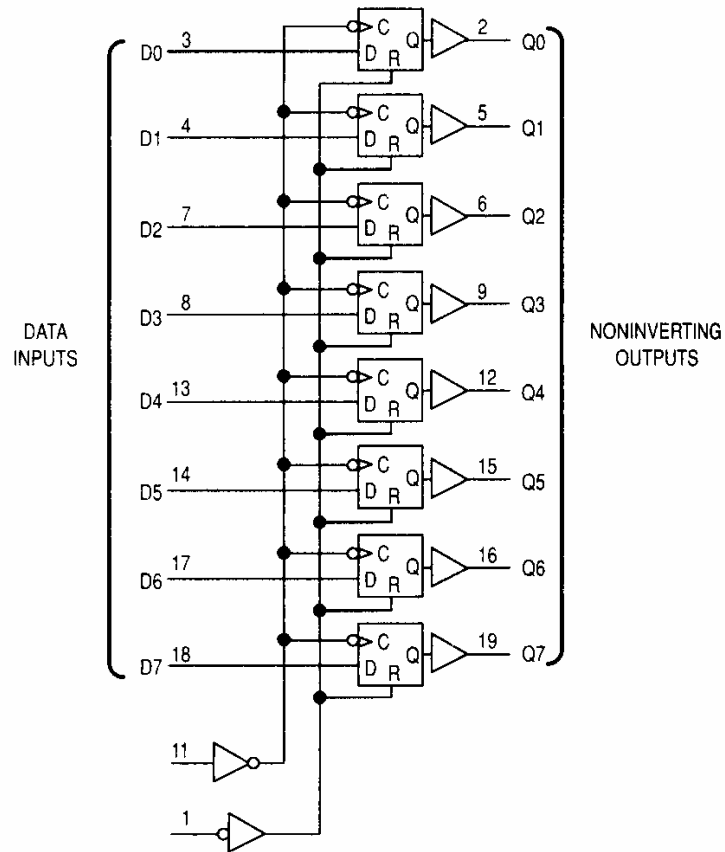 C
D0 3 D R Q 2 Q0
C
D1 4 D R Q 5 Q1
C
D2 7 D R Q 6 Q2
C
D3 8 D R Q 9 Q3
DATA
INPUTS
NONINVERTING
OUTPUTS
C
D4 13 D R Q 12 Q4
C
D5 14 D R Q 15 Q5
C
D6 17 D R Q 16 Q6
C
D7 18 D R Q 19 Q7
11
1